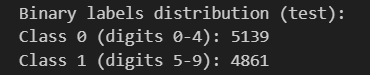 Binary labels distribution (test):
Class 0 (digits 0-4): 5139
Class 1 (digits 5-9): 4861